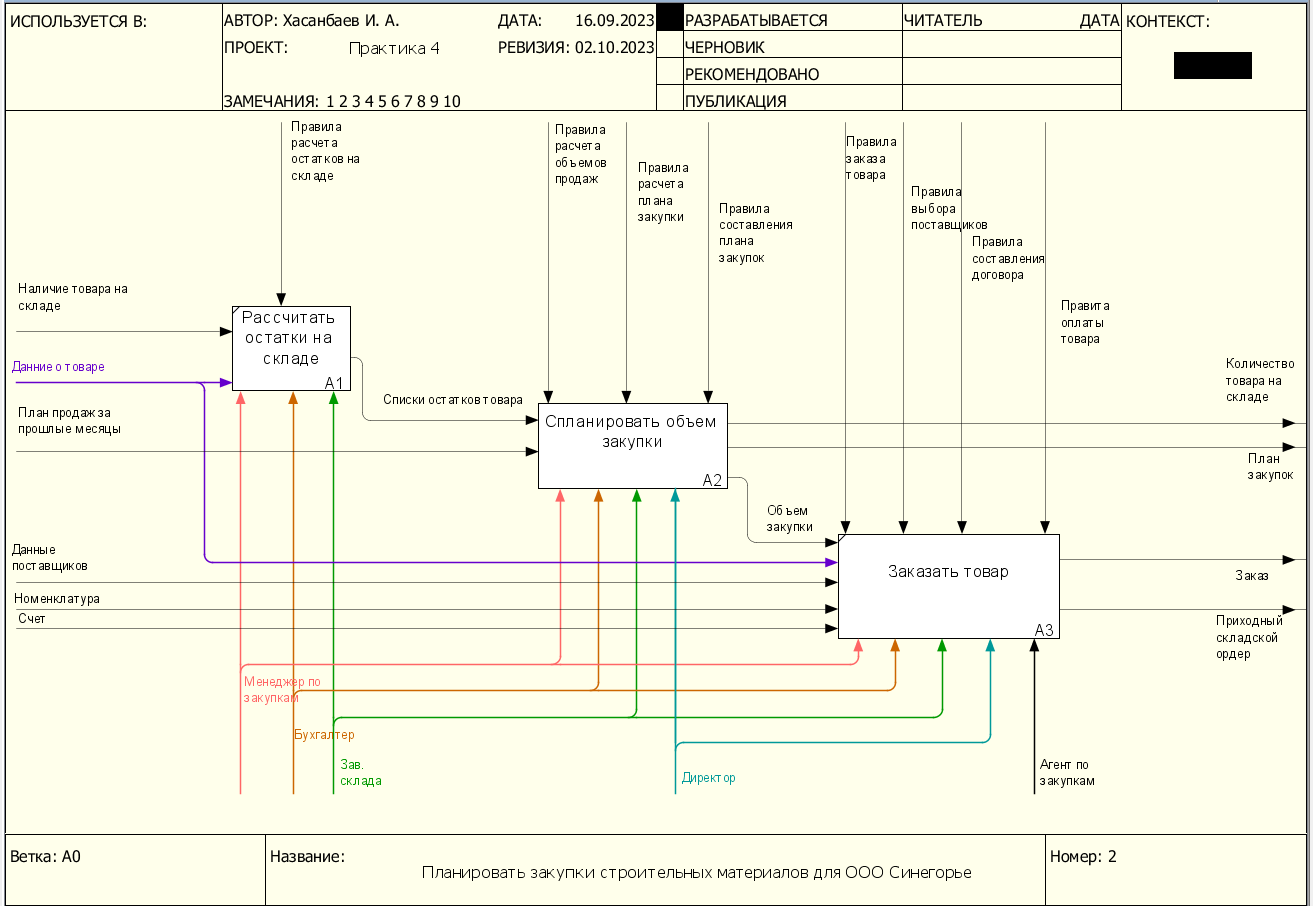 ИСПОЛЬЗУЕТСЯ В:
АВТОР: Хасанбаев И. А.
ДАТА: 16.09.2023
ПРОЕКТ: Практика 4
РЕВИЗИЯ: 02.10.2023
ЗАМЕЧАНИЯ: 1 2 3 4 5 6 7 8 9 10
РАЗРАБАТЫВАЕТСЯ
ЧЕРНОВИК
РЕКОМЕНДОВАНО
ПУБЛИКАЦИЯ
ЧИТАТЕЛЬ
ДАТА
КОНТЕКСТ:
Правила
расчета
остатков на
складе
Правила
расчета
объемов
продаж
Правила
расчета
плана
закупки
Правила
составления
плана
закупок
Правила
заказа
товара
Правила
выбора
поставщиков
Правила
составления
договора
Правита
оплаты
товара
Наличие товара на
складе
Данние о товаре
План продаж за
прошлые месяцы
Рассчитать
остатки на
складе
A1
Списки остатков товара
Спланировать объем
закупки
A2
Количество
товара на
складе
План
закупок
Объем
закупки
Данные
поставщиков
Номенклатура
Счет
Заказать товар
A3
Заказ
Приходный
складской
ордер
Менеджер по
закупкам
Бухгалтер
Зав.
склада
Директор
Агент по
закупкам
Ветка: A0
Название:
Планировать закупки строительных материалов для ООО Синегорье
Номер: 2